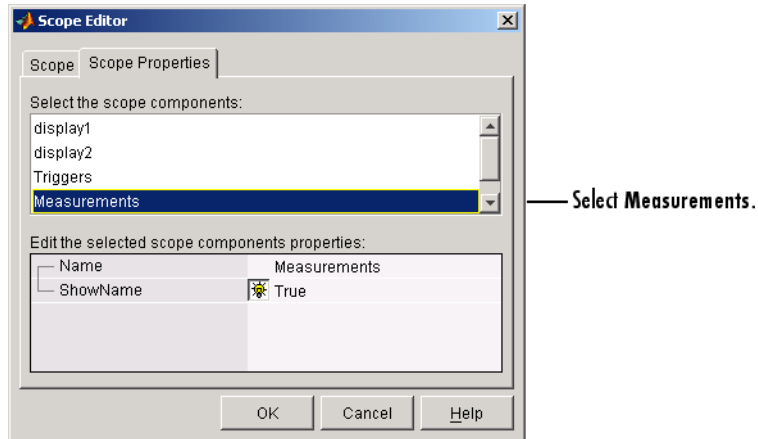 Scope Editor
Scope
Scope Properties
Select the scope components:
display1
display2
Triggers
Measurements
Select Measurements.
Edit the selected scope components properties:
Name Measurements
ShowName True
OK Cancel Help